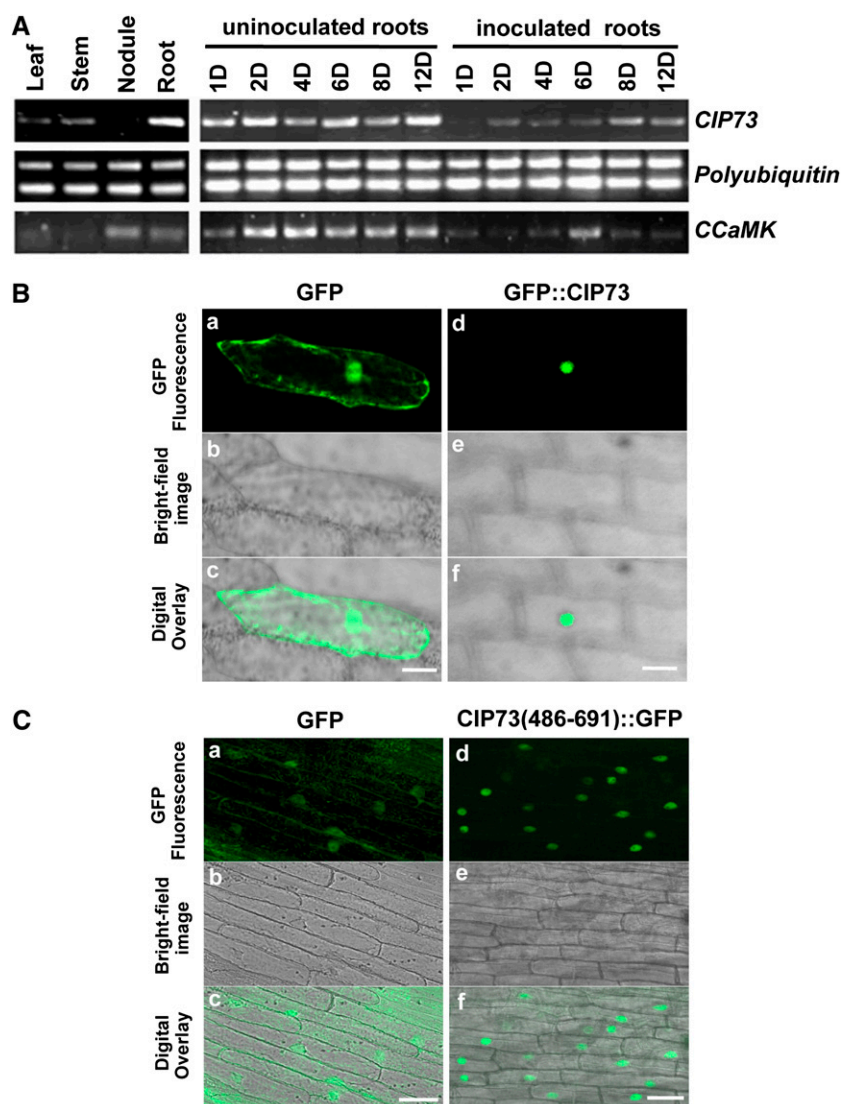 A
uninoculated roots
inoculated roots
Leaf
Stem
Nodule
Root
1D
2D
4D
6D
8D
12D
1D
2D
4D
6D
8D
12D
CIP73
Polyubiquitin
CCaMK
B
GFP
GFP::CIP73
GFP
Fluorescence
a
d
Bright-field
image
b
e
Digital
Overlay
c
f
C
GFP
CIP73(486-691)::GFP
GFP
Fluorescence
a
d
Bright-field
image
b
e
Digital
Overlay
c
f